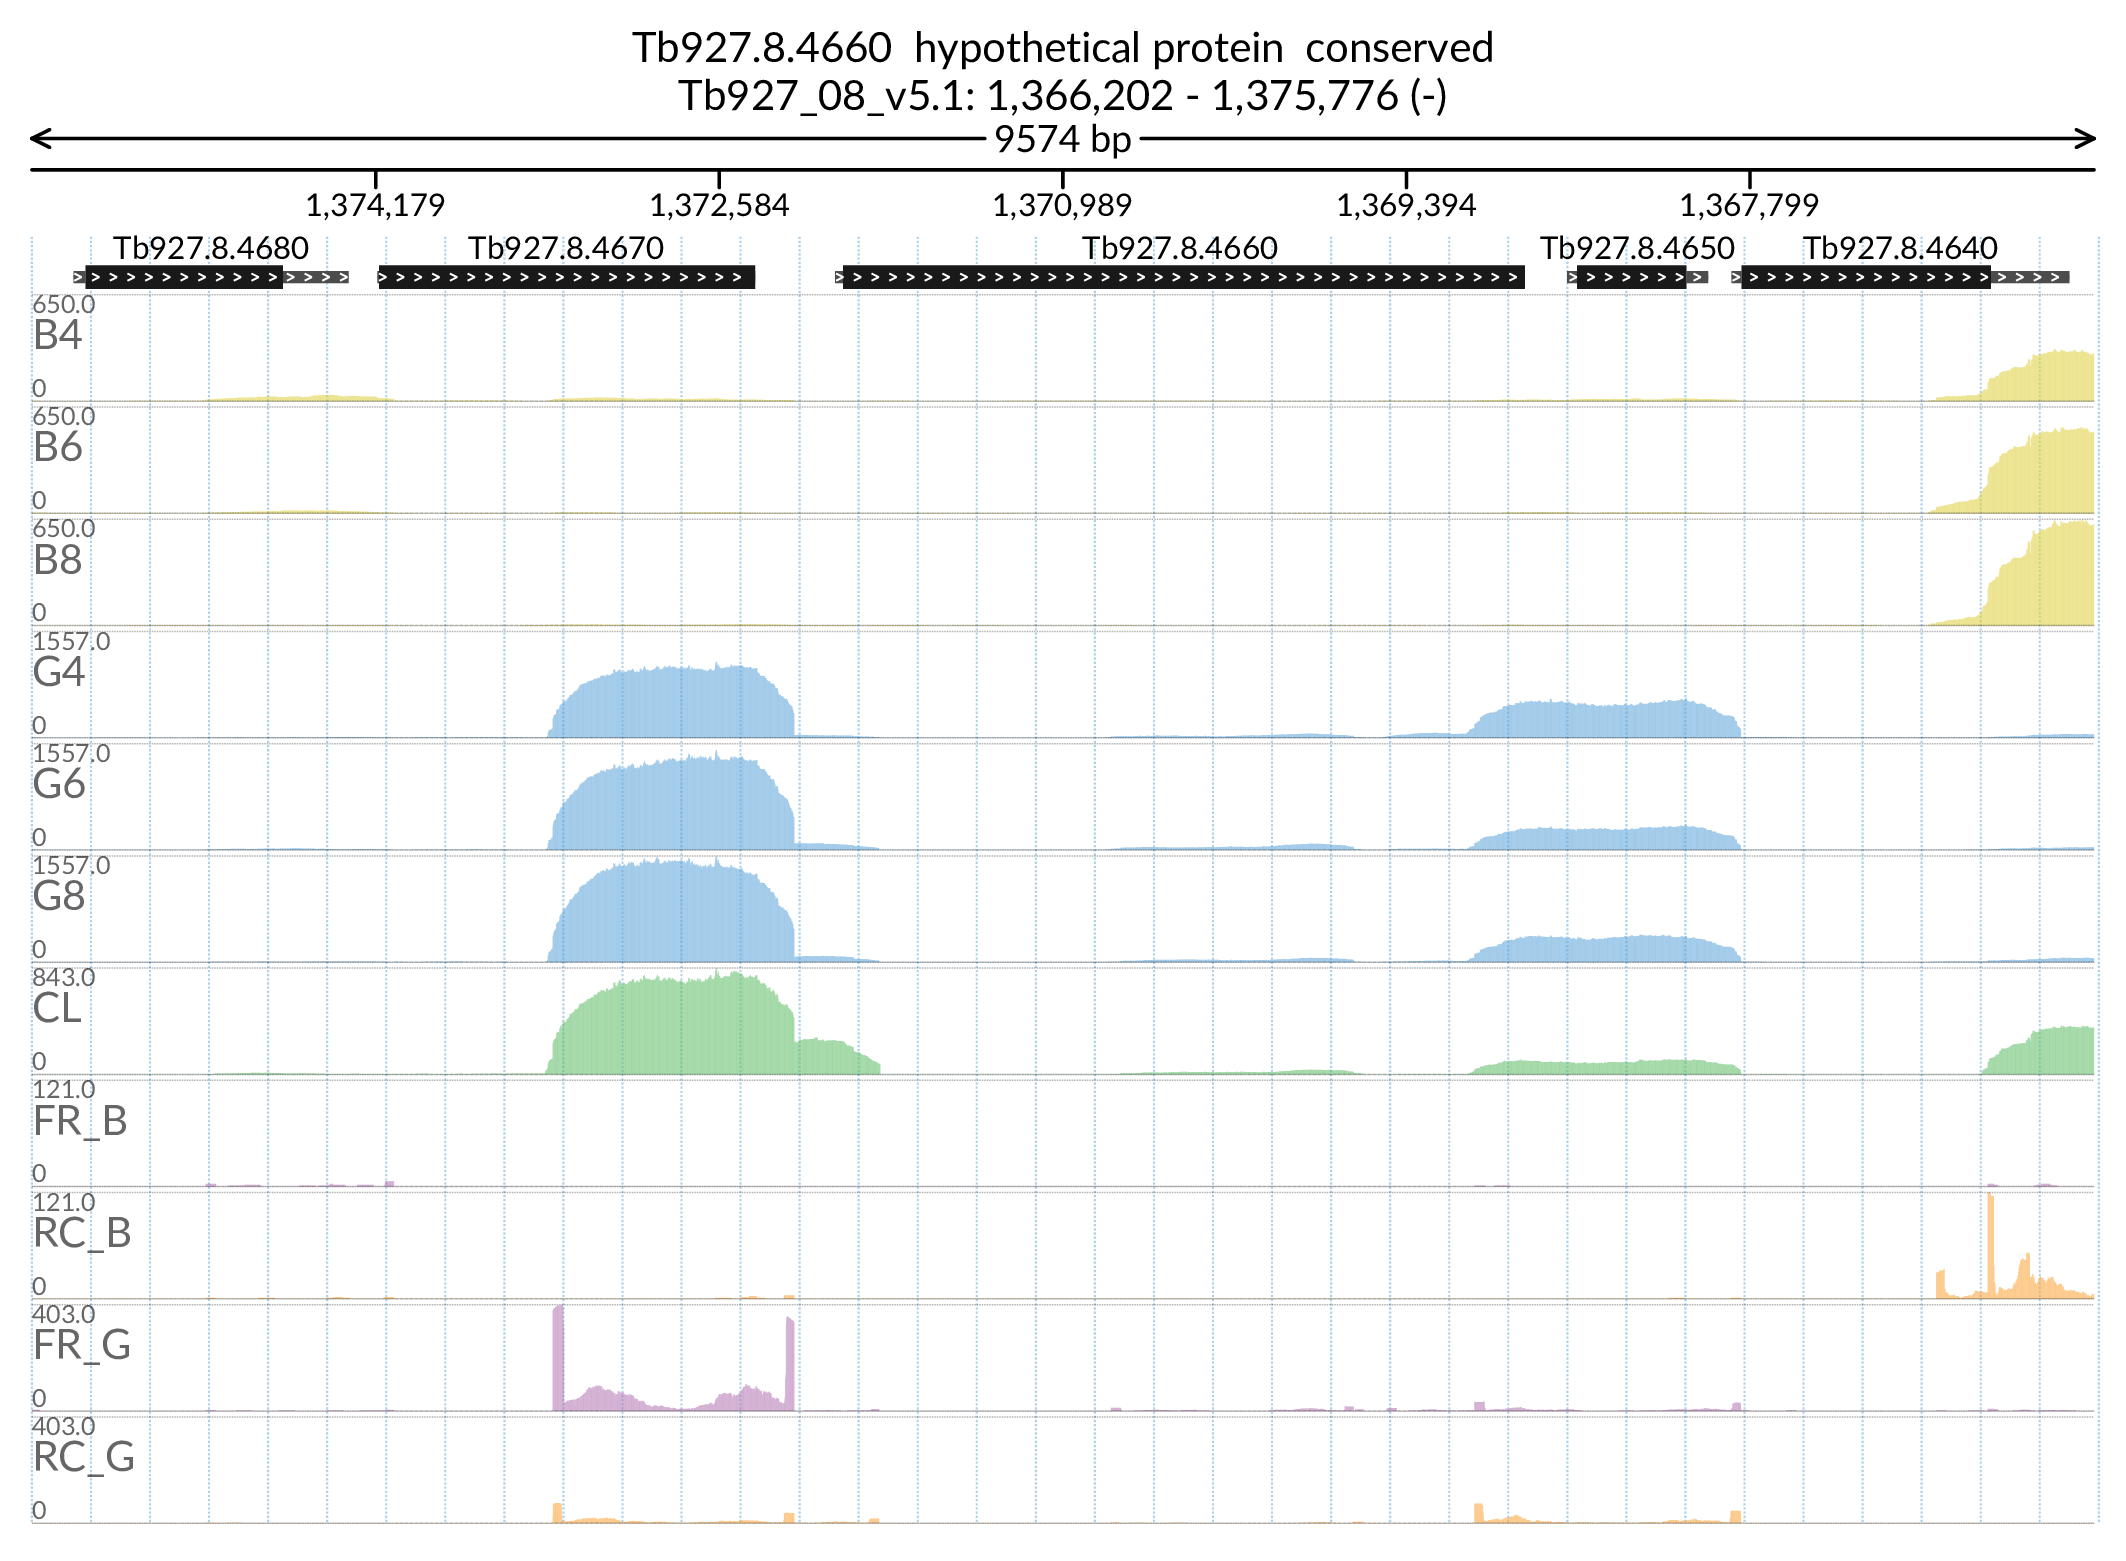 Tb927.8.4660  hypothetical protein  conserved
Tb927_08_v5.1: 1,366,202 - 1,375,776 (-)
9574 bp
1,374,179 1,372,584 1,370,989 1,369,394 1,367,799
Tb927.8.4680 Tb927.8.4670 Tb927.8.4660 Tb927.8.4650 Tb927.8.4640
650.0
B4
0
650.0
B6
0
650.0
B8
0
1557.0
G4
0
1557.0
G6
0
1557.0
G8
0
843.0
CL
0
121.0
FR_B
0
121.0
RC_B
0
403.0
FR_G
0
403.0
RC_G
0